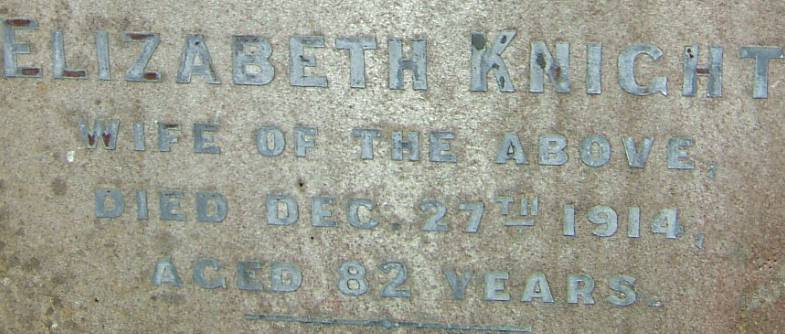 ELIZABETH KNIGHT
WIFE OF THE ABOVE,
DIED DEC. 27TH 1914,
AGED 82 YEARS.